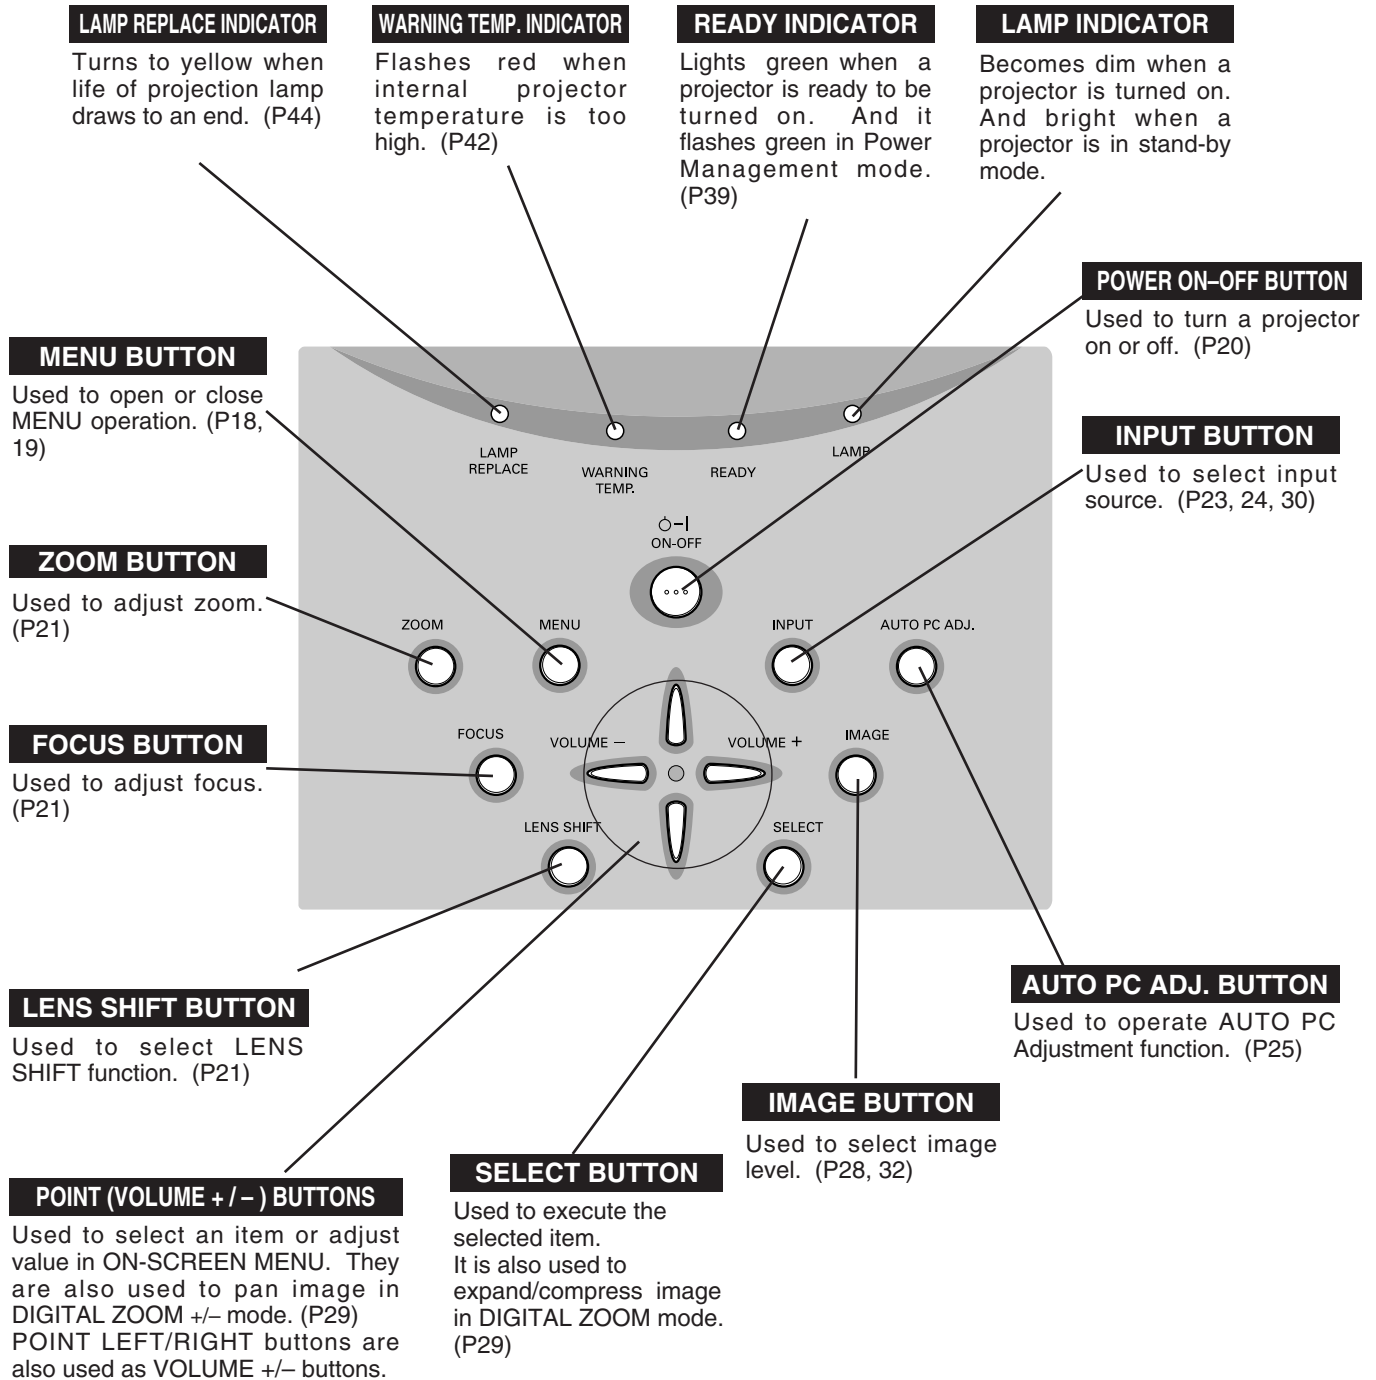 LAMP REPLACE INDICATOR
Turns to yellow when
life of projection lamp
draws to an end. (P44)
WARNING TEMP. INDICATOR
Flashes red when
internal projector
temperature is too
high. (P42)
READY INDICATOR
Lights green when a
projector is ready to be
turned on. And it
flashes green in Power
Management mode.
(P39)
LAMP INDICATOR
Becomes dim when a
projector is turned on.
And bright when a
projector is in stand-by
mode.
POWER ON–OFF BUTTON
Used to turn a projector
on or off. (P20)
MENU BUTTON
Used to open or close
MENU operation. (P18,
19)
INPUT BUTTON
Used to select input
source. (P23, 24, 30)
LAMP
REPLACE
WARNING
TEMP.
READY
LAMP
ON-OFF
ZOOM BUTTON
Used to adjust zoom.
(P21)
ZOOM
MENU
INPUT
AUTO PC ADJ.
FOCUS BUTTON
Used to adjust focus.
(P21)
FOCUS
VOLUME –
VOLUME +
IMAGE
LENS SHIFT
SELECT
LENS SHIFT BUTTON
Used to select LENS
SHIFT function. (P21)
AUTO PC ADJ. BUTTON
Used to operate AUTO PC
Adjustment function. (P25)
IMAGE BUTTON
Used to select image
level. (P28, 32)
SELECT BUTTON
Used to execute the
selected item.
It is also used to
expand/compress image
in DIGITAL ZOOM mode.
(P29)
POINT (VOLUME + / – ) BUTTONS
Used to select an item or adjust
value in ON-SCREEN MENU. They
are also used to pan image in
DIGITAL ZOOM +/– mode. (P29)
POINT LEFT/RIGHT buttons are
also used as VOLUME +/– buttons.